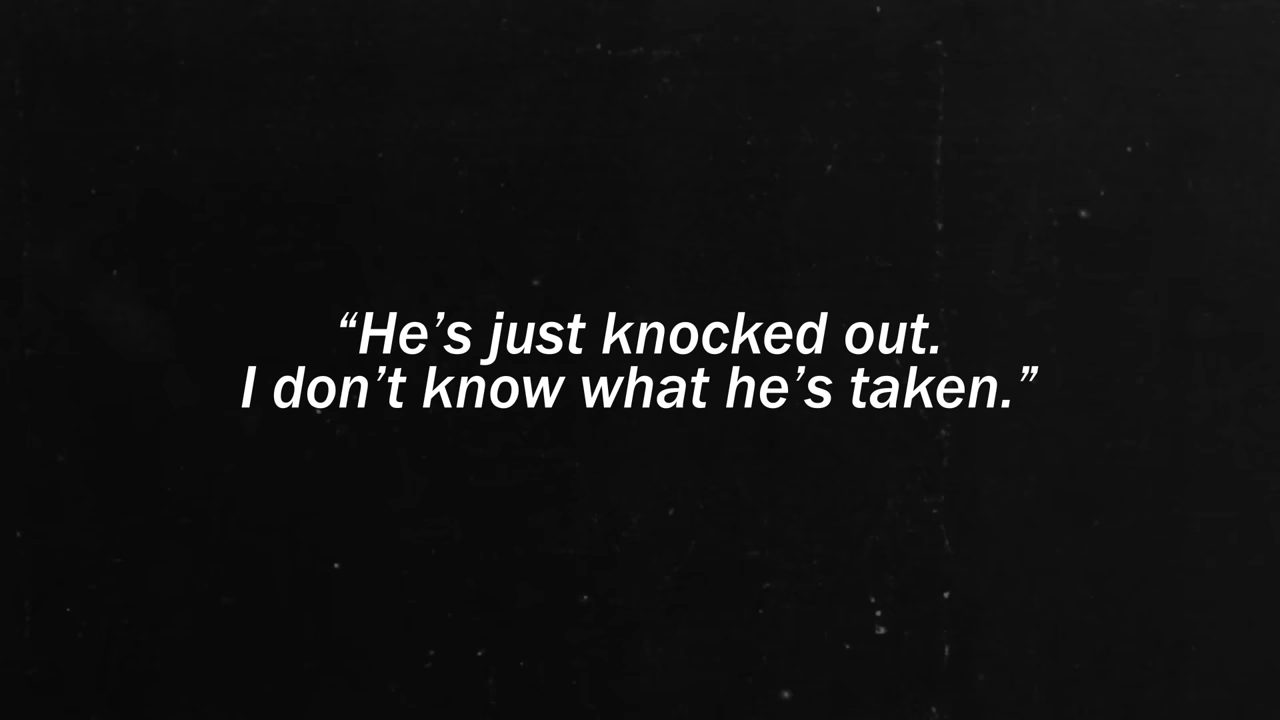 “He’s just knocked out.
I don’t know what he’s taken.”